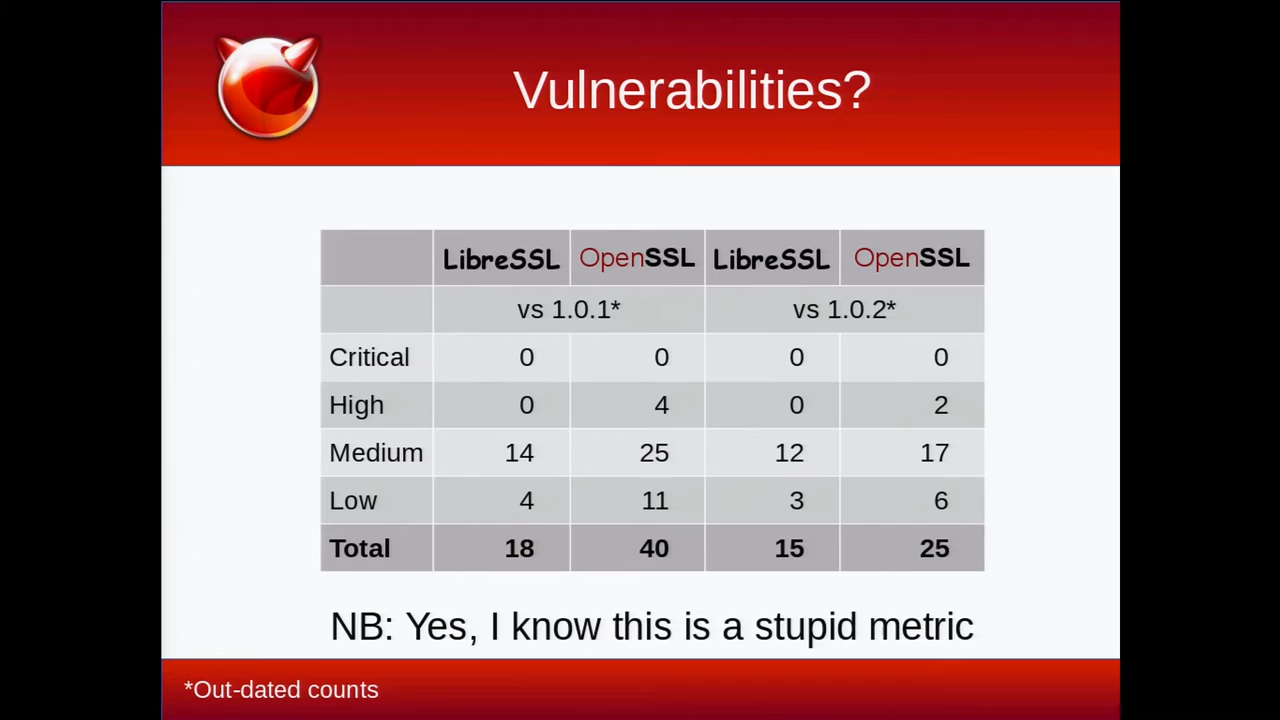 Vulnerabilities?
LibreSSL OpenSSL LibreSSL OpenSSL
vs 1.0.1* vs 1.0.2*
Critical 0 0 0 0
High 0 4 0 2
Medium 14 25 12 17
Low 4 11 3 6
Total 18 40 15 25
NB: Yes, I know this is a stupid metric
*Out-dated counts